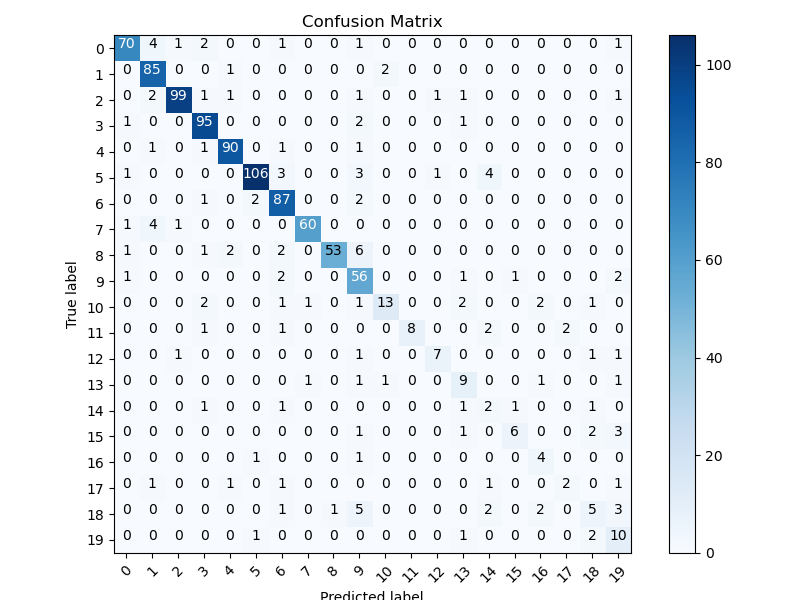 Confusion Matrix
0 70 4 1 2 0 0 1 0 0 1 0 0 0 0 0 0 0 0 0 1
1 0 85 0 0 1 0 0 0 0 0 2 0 0 0 0 0 0 0 0 0
2 0 2 99 1 1 0 0 0 0 1 0 0 1 1 0 0 0 0 0 1
3 1 0 0 95 0 0 0 0 0 2 0 0 0 1 0 0 0 0 0 0
4 0 1 0 1 90 0 1 0 0 1 0 0 0 0 0 0 0 0 0 0
5 1 0 0 0 0 106 3 0 0 3 0 0 1 0 4 0 0 0 0 0
6 0 0 0 1 0 2 87 0 0 2 0 0 0 0 0 0 0 0 0 0
7 1 4 1 0 0 0 0 60 0 0 0 0 0 0 0 0 0 0 0 0
8 1 0 0 1 2 0 2 0 53 6 0 0 0 0 0 0 0 0 0 0
9 1 0 0 0 0 0 2 0 0 56 0 0 0 1 0 1 0 0 0 2
10 0 0 0 2 0 0 1 1 0 1 13 0 0 2 0 0 2 0 1 0
11 0 0 0 1 0 0 1 0 0 0 0 8 0 0 2 0 0 2 0 0
12 0 0 1 0 0 0 0 0 0 1 0 0 7 0 0 0 0 0 1 1
13 0 0 0 0 0 0 0 1 0 1 1 0 0 9 0 0 1 0 0 1
14 0 0 0 1 0 0 1 0 0 0 0 0 0 1 2 1 0 0 1 0
15 0 0 0 0 0 0 0 0 0 1 0 0 0 1 0 6 0 0 2 3
16 0 0 0 0 0 1 0 0 0 1 0 0 0 0 0 0 4 0 0 0
17 0 1 0 0 1 0 1 0 0 0 0 0 0 0 1 0 0 2 0 1
18 0 0 0 0 0 0 1 0 1 5 0 0 0 0 2 0 2 0 5 3
19 0 0 0 0 0 1 0 0 0 0 0 0 0 1 0 0 0 0 2 10
0 1 2 3 4 5 6 7 8 9 10 11 12 13 14 15 16 17 18 19
Predicted label
True label
100
80
60
40
20
0